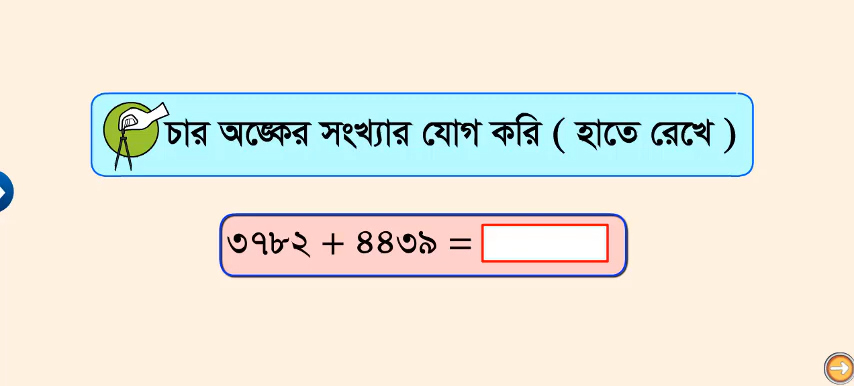 চার অঙ্কের সংখ্যার যোগ করি ( হাতে রেখে )
৩৭৮২ + ৪৪৩৯ =